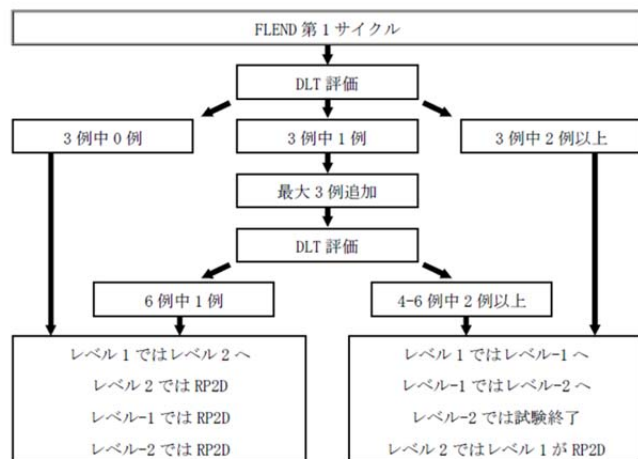 FLEND 第 1 サイクル
DLT 評価
3 例中 0 例
3 例中 1 例
3 例中 2 例以上
最大 3 例追加
DLT 評価
6 例中 1 例
4-6 例中 2 例以上
レベル 1 ではレベル 2 へ
レベル 2 では RP2D
レベル-1 では RP2D
レベル-2 では RP2D
レベル 1 ではレベル-1 へ
レベル-1 ではレベル-2 へ
レベル-2 では試験終了
レベル 2 ではレベル 1 が RP2D